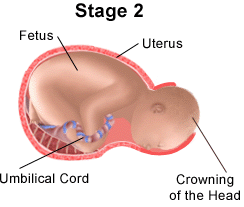 Stage 2
Fetus
Uterus
Umbilical Cord
Crowning
of the Head